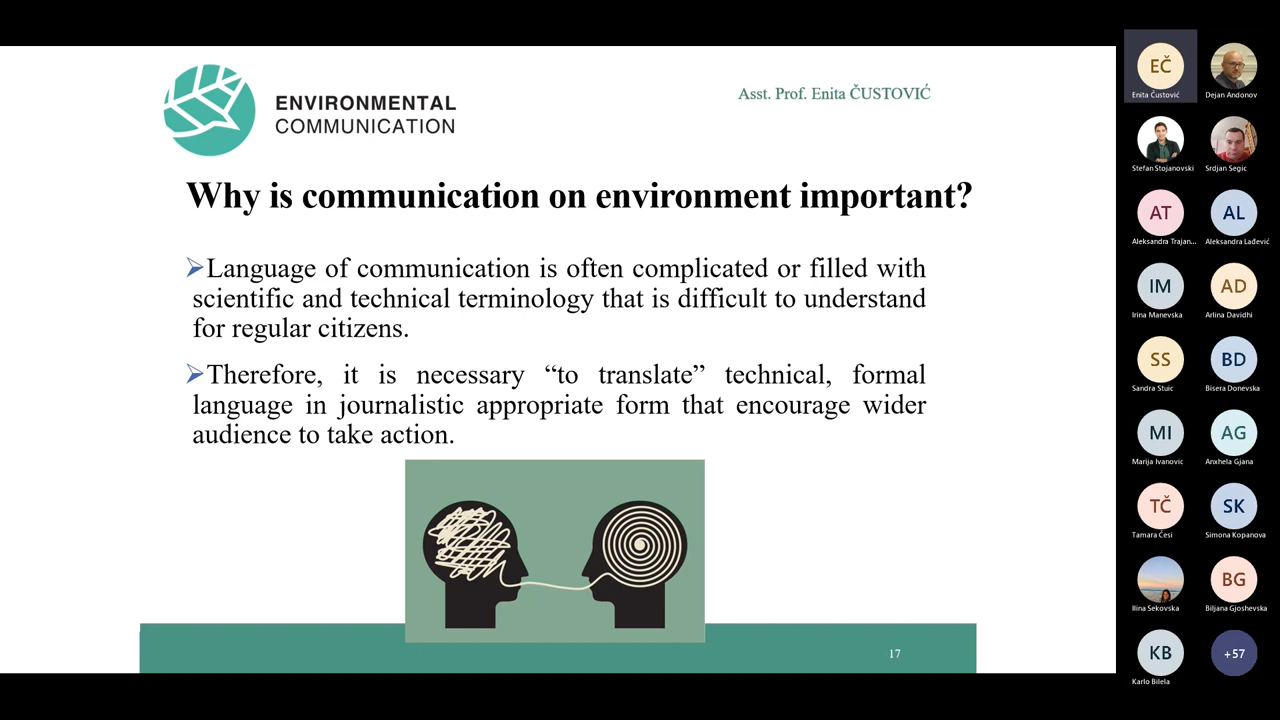 ENVIRONMENTAL
COMMUNICATION
Asst. Prof. Enita ČUSTOVIĆ
Why is communication on environment important?
Language of communication is often complicated or filled with
scientific and technical terminology that is difficult to understand
for regular citizens.
Therefore, it is necessary “to translate” technical, formal
language in journalistic appropriate form that encourage wider
audience to take action.
17
EČ
Enita Čustović
Dejan Andonov
Stefan Stojanovski
Srdjan Segic
AT
AL
Aleksandra Trajan...
Aleksandra Lađević
IM
AD
Irina Manevska
Arlina Davidhi
SS
BD
Sandra Stuic
Bisera Donevska
MI
AG
Marija Ivanovic
Anxhela Gjana
TČ
SK
Tamara Česi
Simona Kopanova
BG
Ilina Sekovska
Biljana Gjoshevska
KB
+57
Karlo Bilela